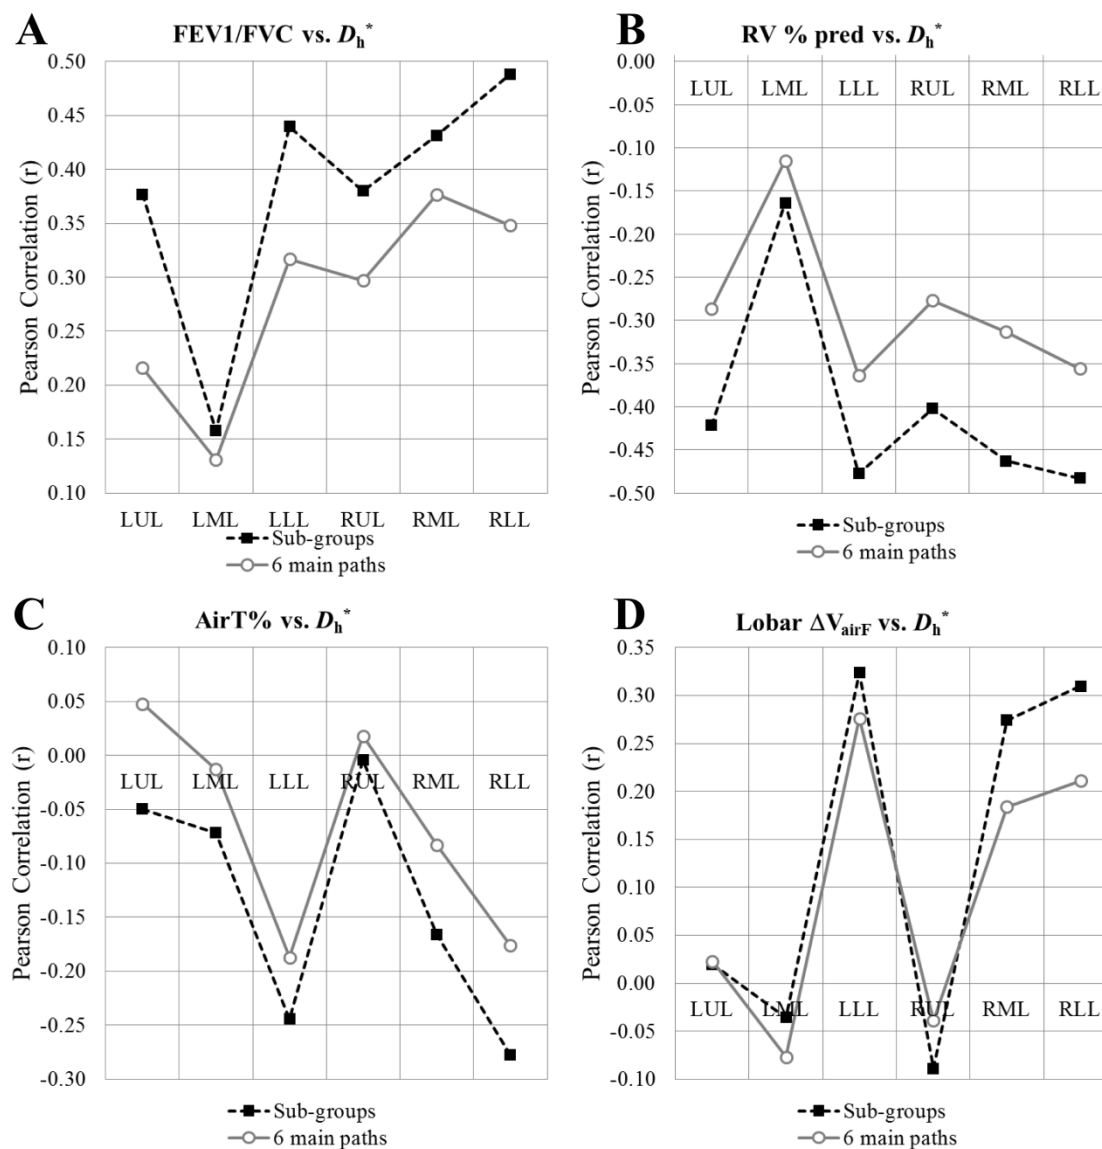 A
FEV1/FVC vs. Dh*
Pearson Correlation (r)
0.50
0.45
0.40
0.35
0.30
0.25
0.20
0.15
0.10
LUL LML LLL RUL RML RLL
Sub-groups
6 main paths
B
RV % pred vs. Dh*
Pearson Correlation (r)
0.00
LUL LML LLL RUL RML RLL
-0.05
-0.10
-0.15
-0.20
-0.25
-0.30
-0.35
-0.40
-0.45
-0.50
Sub-groups
6 main paths
C
AirT% vs. Dh*
Pearson Correlation (r)
0.10
0.05
0.00
LUL LML LLL RUL RML RLL
-0.05
-0.10
-0.15
-0.20
-0.25
-0.30
Sub-groups
6 main paths
D
Lobar ΔVairF vs. Dh*
Pearson Correlation (r)
0.35
0.30
0.25
0.20
0.15
0.10
0.05
0.00
LUL LML LLL RUL RML RLL
-0.05
-0.10
Sub-groups
6 main paths